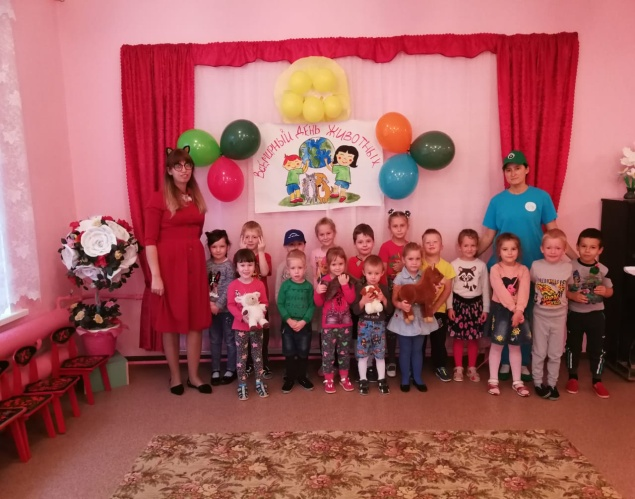 Всемирный день животных